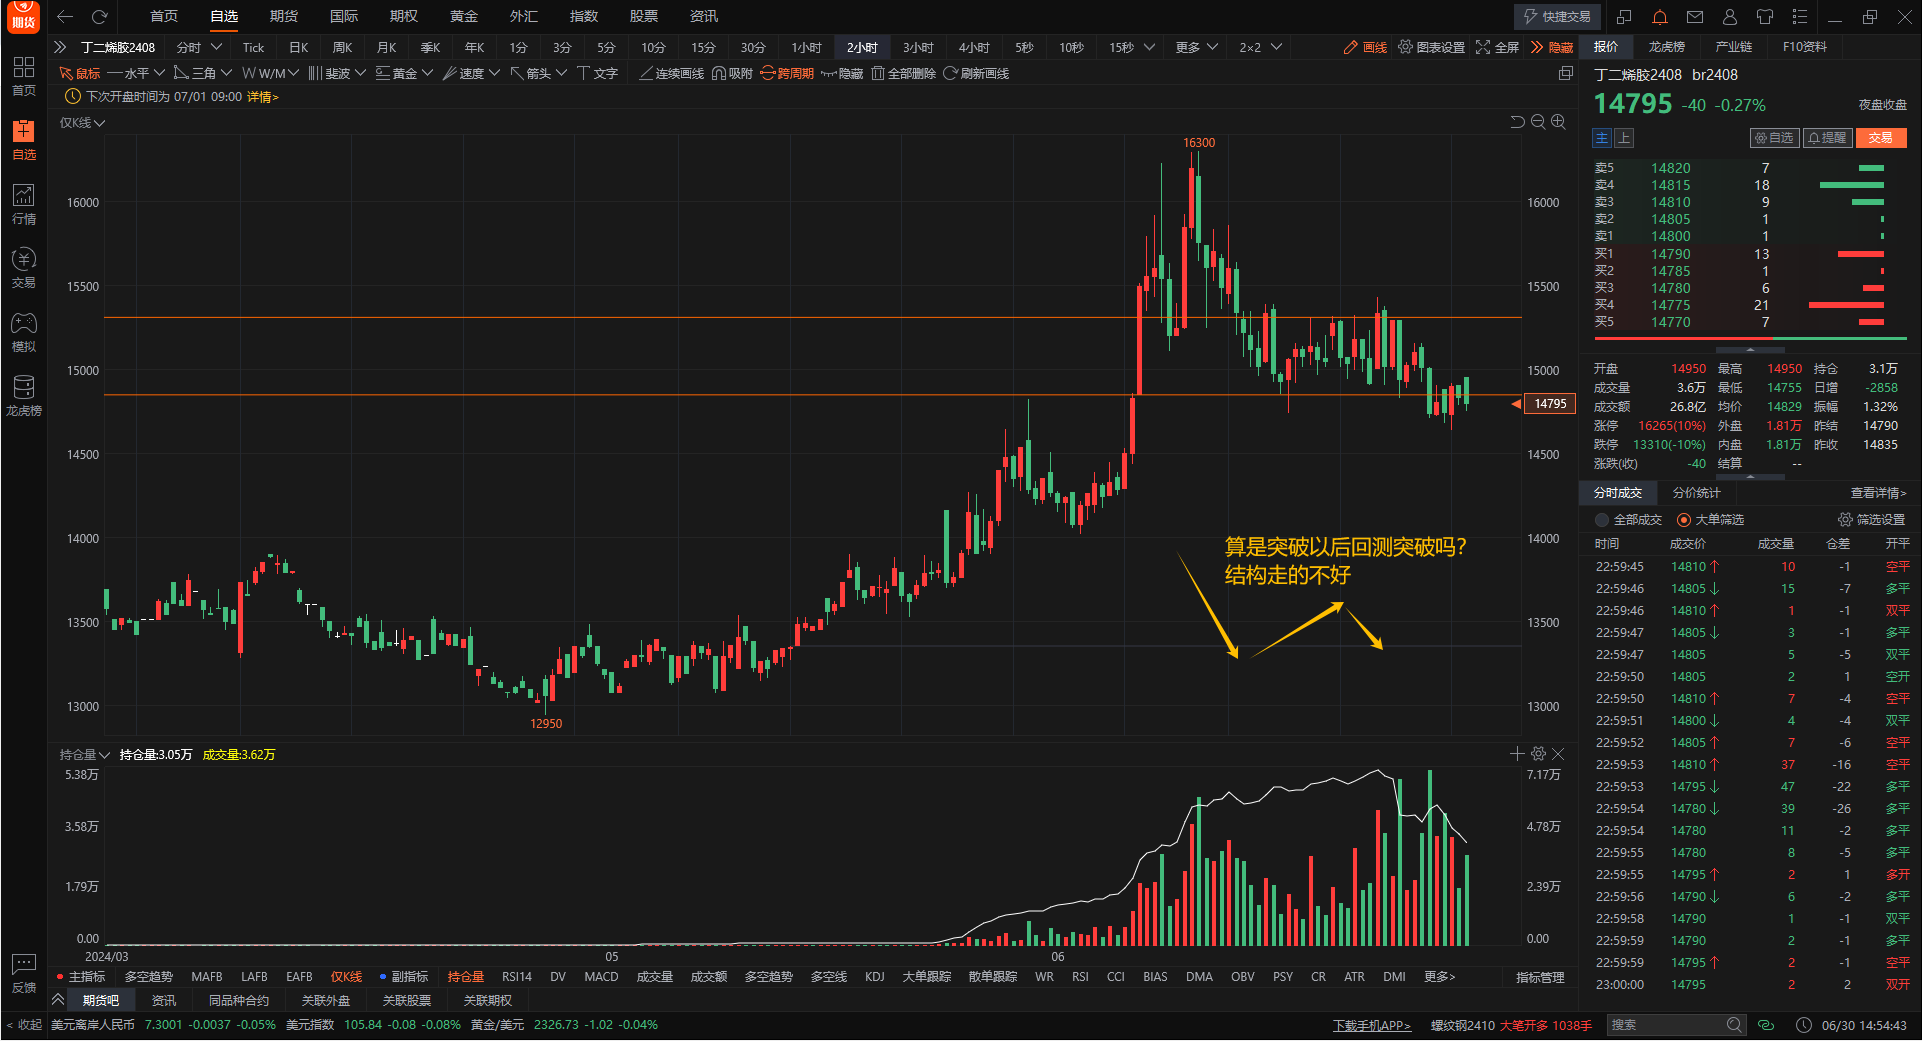 期货 首页 自选 期货 国际 期权 黄金 外汇 指数 股票 资讯 快捷交易
丁二烯胶2408 分时 Tick 日K 周K 月K 季K 年K 1分 3分 5分 10分 15分 30分 1小时 2小时 3小时 4小时 5秒 10秒 15秒 更多 2×2 画线 图表设置 全屏 隐藏 报价 龙虎榜 产业链 F10资料
鼠标 水平 三角 W/M 斐波 黄金 速度 箭头 文字 连续画线 吸附 跨周期 隐藏 全部删除 刷新画线
下次开盘时间为 07/01 09:00 详情>
仅K线
首页
自选
行情
交易
模拟
龙虎榜
反馈
< 收起
16300
16000 16000
15500 15500
15000 15000
14795
14500 14500
14000 14000
13500 13500
13000 13000
12950
算是突破以后回测突破吗?
结构走的不好
持仓量 持仓量:3.05万 成交量:3.62万
5.38万 7.17万
3.58万 4.78万
1.79万 2.39万
0.00 0.00
2024/03 05 06
主指标 多空趋势 MAFB LAFB EAFB 仅K线 副指标 持仓量 RSI14 DV MACD 成交量 成交额 多空趋势 多空线 KDJ 大单跟踪 散单跟踪 WR RSI CCI BIAS DMA OBV PSY CR ATR DMI 更多> 指标管理
期货吧 资讯 同品种合约 关联外盘 关联股票 关联期权
丁二烯胶2408 br2408
14795 -40 -0.27% 夜盘收盘
主 上 自选 提醒 交易
卖5 14820 7
卖4 14815 18
卖3 14810 9
卖2 14805 1
卖1 14800 1
买1 14790 13
买2 14785 1
买3 14780 6
买4 14775 21
买5 14770 7
开盘 14950 最高 14950 持仓 3.1万
成交量 3.6万 最低 14755 日增 -2858
成交额 26.8亿 均价 14829 振幅 1.32%
涨停 16265(10%) 外盘 1.81万 昨结 14790
跌停 13310(-10%) 内盘 1.81万 昨收 14835
涨跌(收) -40 结算 --
分时成交 分价统计 查看详情>
全部成交 大单筛选 筛选设置
时间 成交价 成交量 仓差 开平
22:59:45 14810↑ 10 -1 空平
22:59:46 14805↓ 15 -7 多平
22:59:46 14810↑ 1 -1 双平
22:59:47 14805↓ 3 -1 多平
22:59:47 14805 5 -5 双平
22:59:50 14805 2 1 空开
22:59:50 14810↑ 7 -4 空平
22:59:51 14800↓ 4 -4 双平
22:59:52 14805↑ 7 -6 空平
22:59:53 14810↑ 37 -16 空平
22:59:53 14795↓ 47 -22 多平
22:59:54 14780↓ 39 -26 多平
22:59:54 14780 11 -2 多平
22:59:55 14780 8 -5 多平
22:59:55 14795↑ 2 1 多开
22:59:56 14790↓ 6 -2 多平
22:59:58 14790 1 -1 双平
22:59:59 14790 2 -1 多平
22:59:59 14795↑ 2 -1 空平
23:00:00 14795 2 2 双开
美元离岸人民币 7.3001 -0.0037 -0.05% 美元指数 105.84 -0.08 -0.08% 黄金/美元 2326.73 -1.02 -0.04% 下载手机APP> 螺纹钢2410 大笔开多 1038手 搜索 06/30 14:54:43